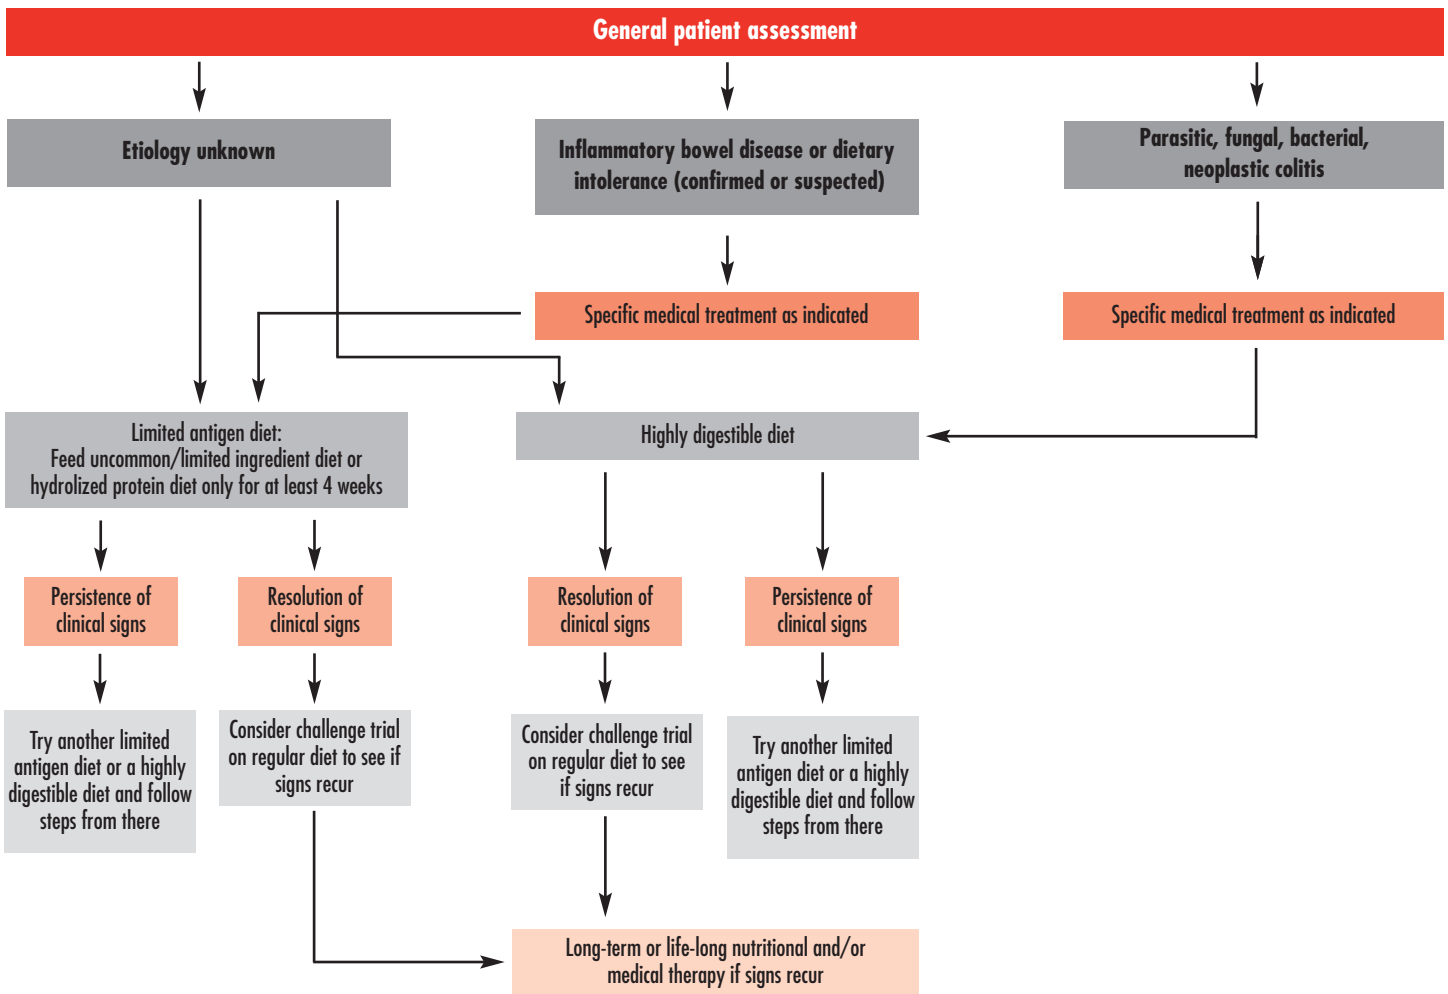 General patient assessment
Etiology unknown
Inflammatory bowel disease or dietary
intolerance (confirmed or suspected)
Parasitic, fungal, bacterial,
neoplastic colitis
Specific medical treatment as indicated
Specific medical treatment as indicated
Limited antigen diet:
Feed uncommon/limited ingredient diet or
hydrolized protein diet only for at least 4 weeks
Highly digestible diet
Persistence of
clinical signs
Resolution of
clinical signs
Resolution of
clinical signs
Persistence of
clinical signs
Try another limited
antigen diet or a highly
digestible diet and follow
steps from there
Consider challenge trial
on regular diet to see if
signs recur
Consider challenge trial
on regular diet to see
if signs recur
Try another limited
antigen diet or a highly
digestible diet and follow
steps from there
Long-term or life-long nutritional and/or
medical therapy if signs recur